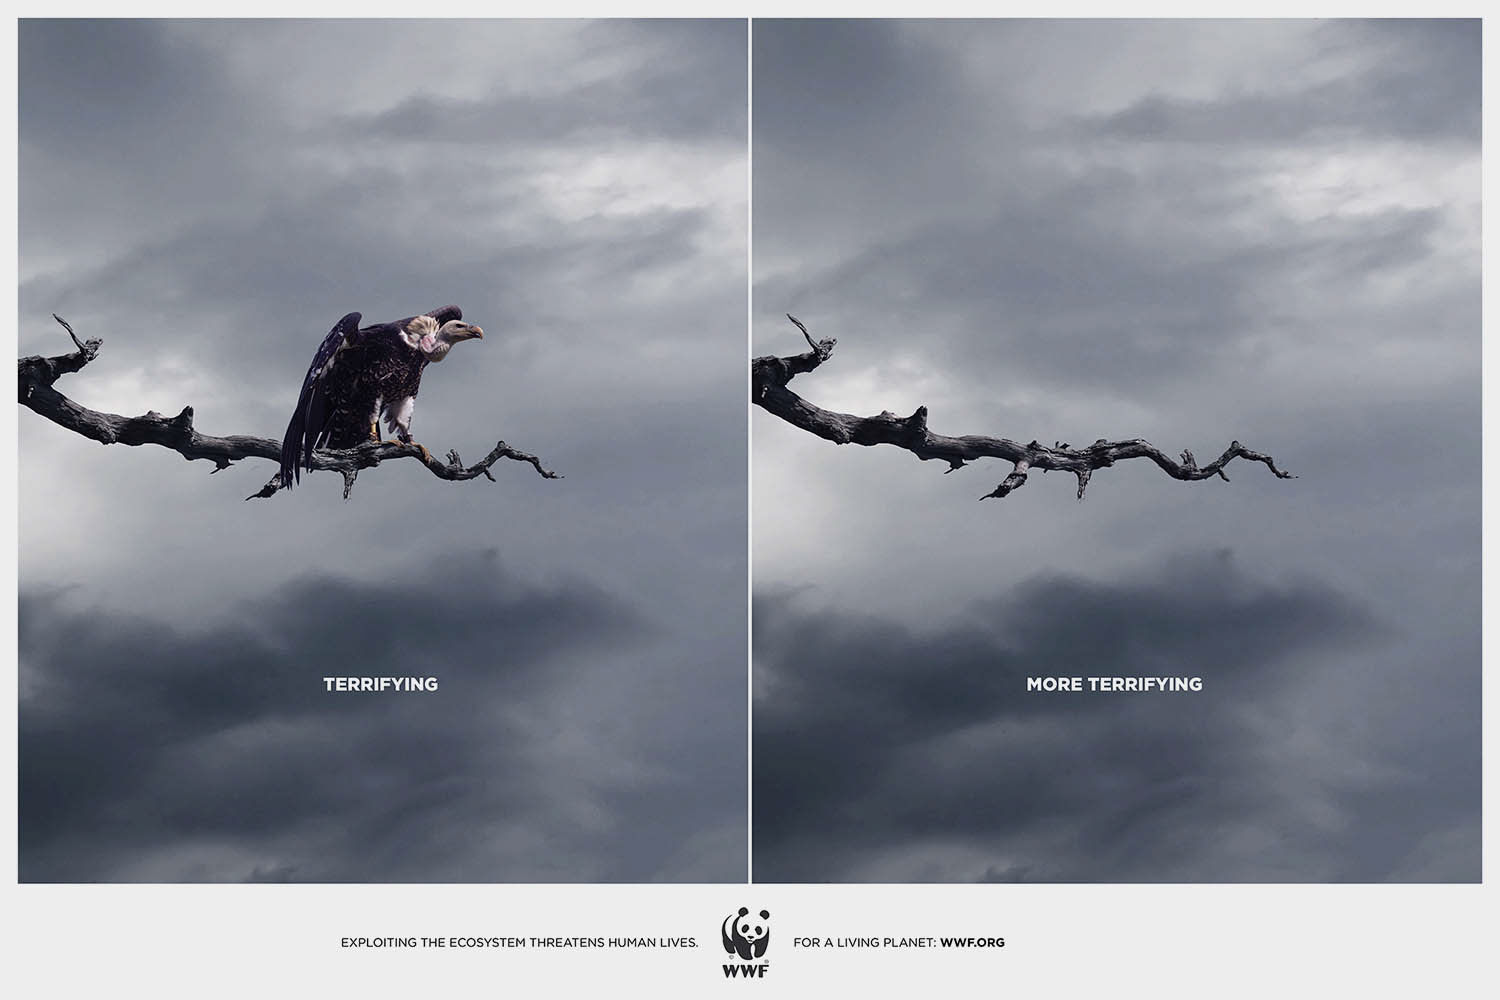 TERRIFYING
MORE TERRIFYING
EXPLOITING THE ECOSYSTEM THREATENS HUMAN LIVES.
WWF
FOR A LIVING PLANET: WWF.ORG